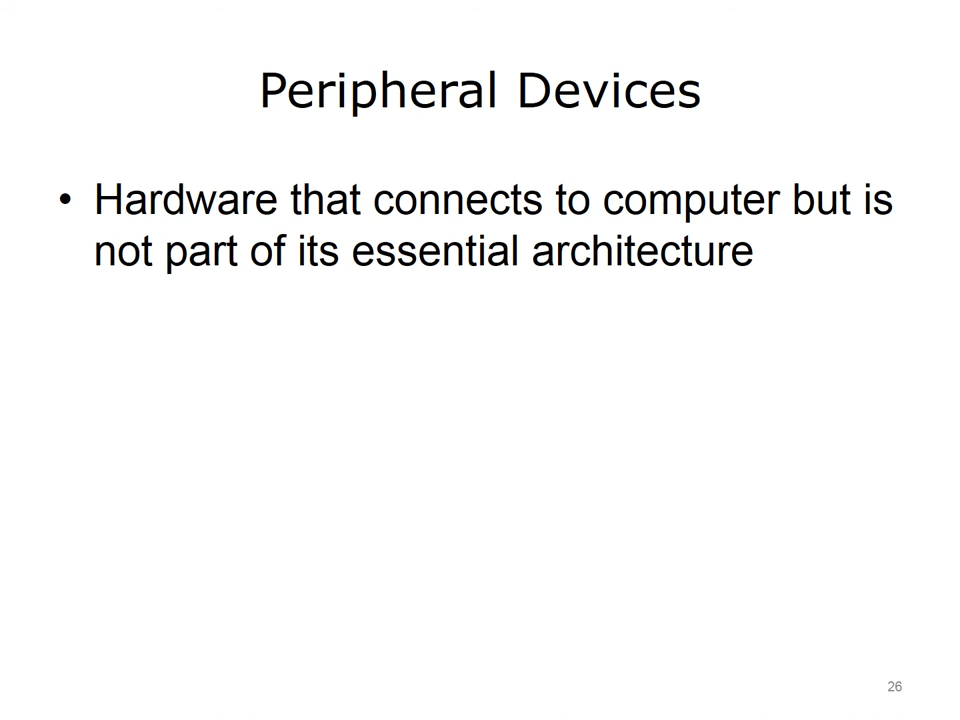 Peripheral Devices
• Hardware that connects to computer but is
not part of its essential architecture
26